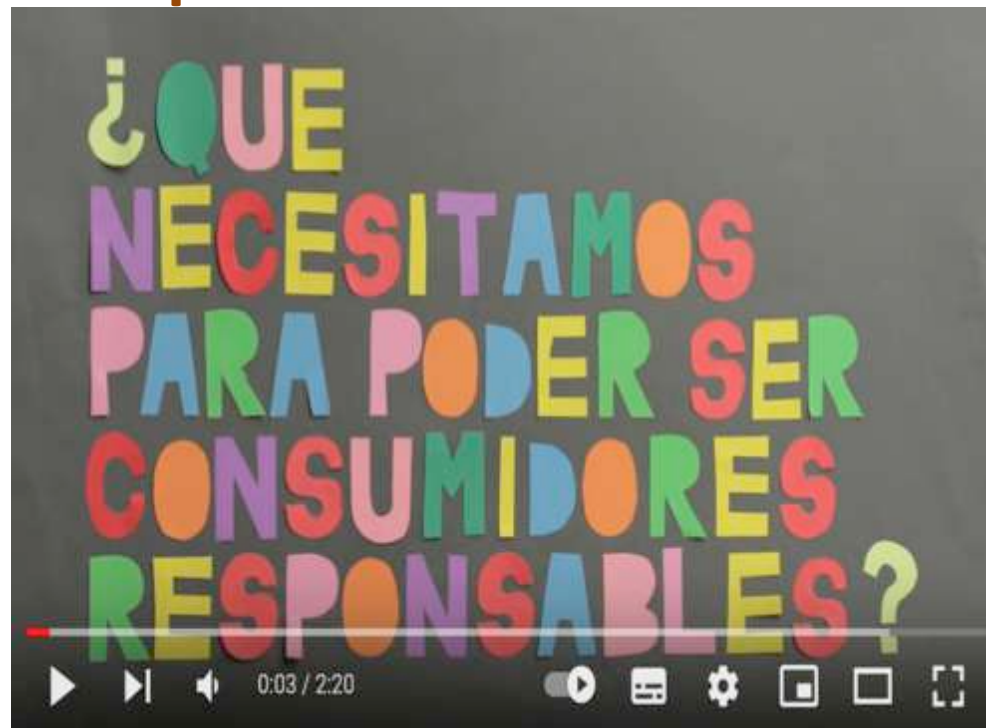 ¿QUE
NECESITAMOS
PARA PODER SER
CONSUMIDORES
RESPONSABLES?
0:03 / 2:20